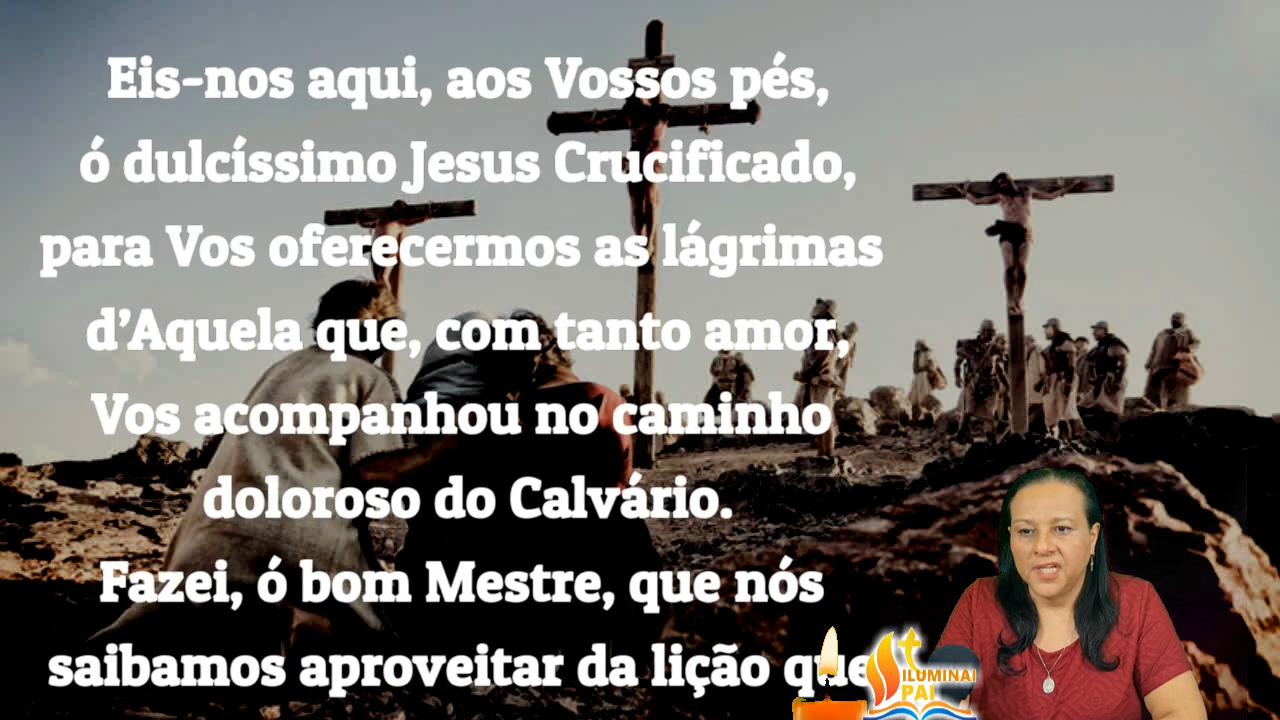 Eis-nos aqui, aos Vossos pés,
ó dulcíssimo Jesus Crucificado,
para Vos oferecermos as lágrimas
d’Aquela que, com tanto amor,
Vos acompanhou no caminho
doloroso do Calvário.
Fazei, ó bom Mestre, que nós
saibamos aproveitar da lição que
ILUMINAI
PAI